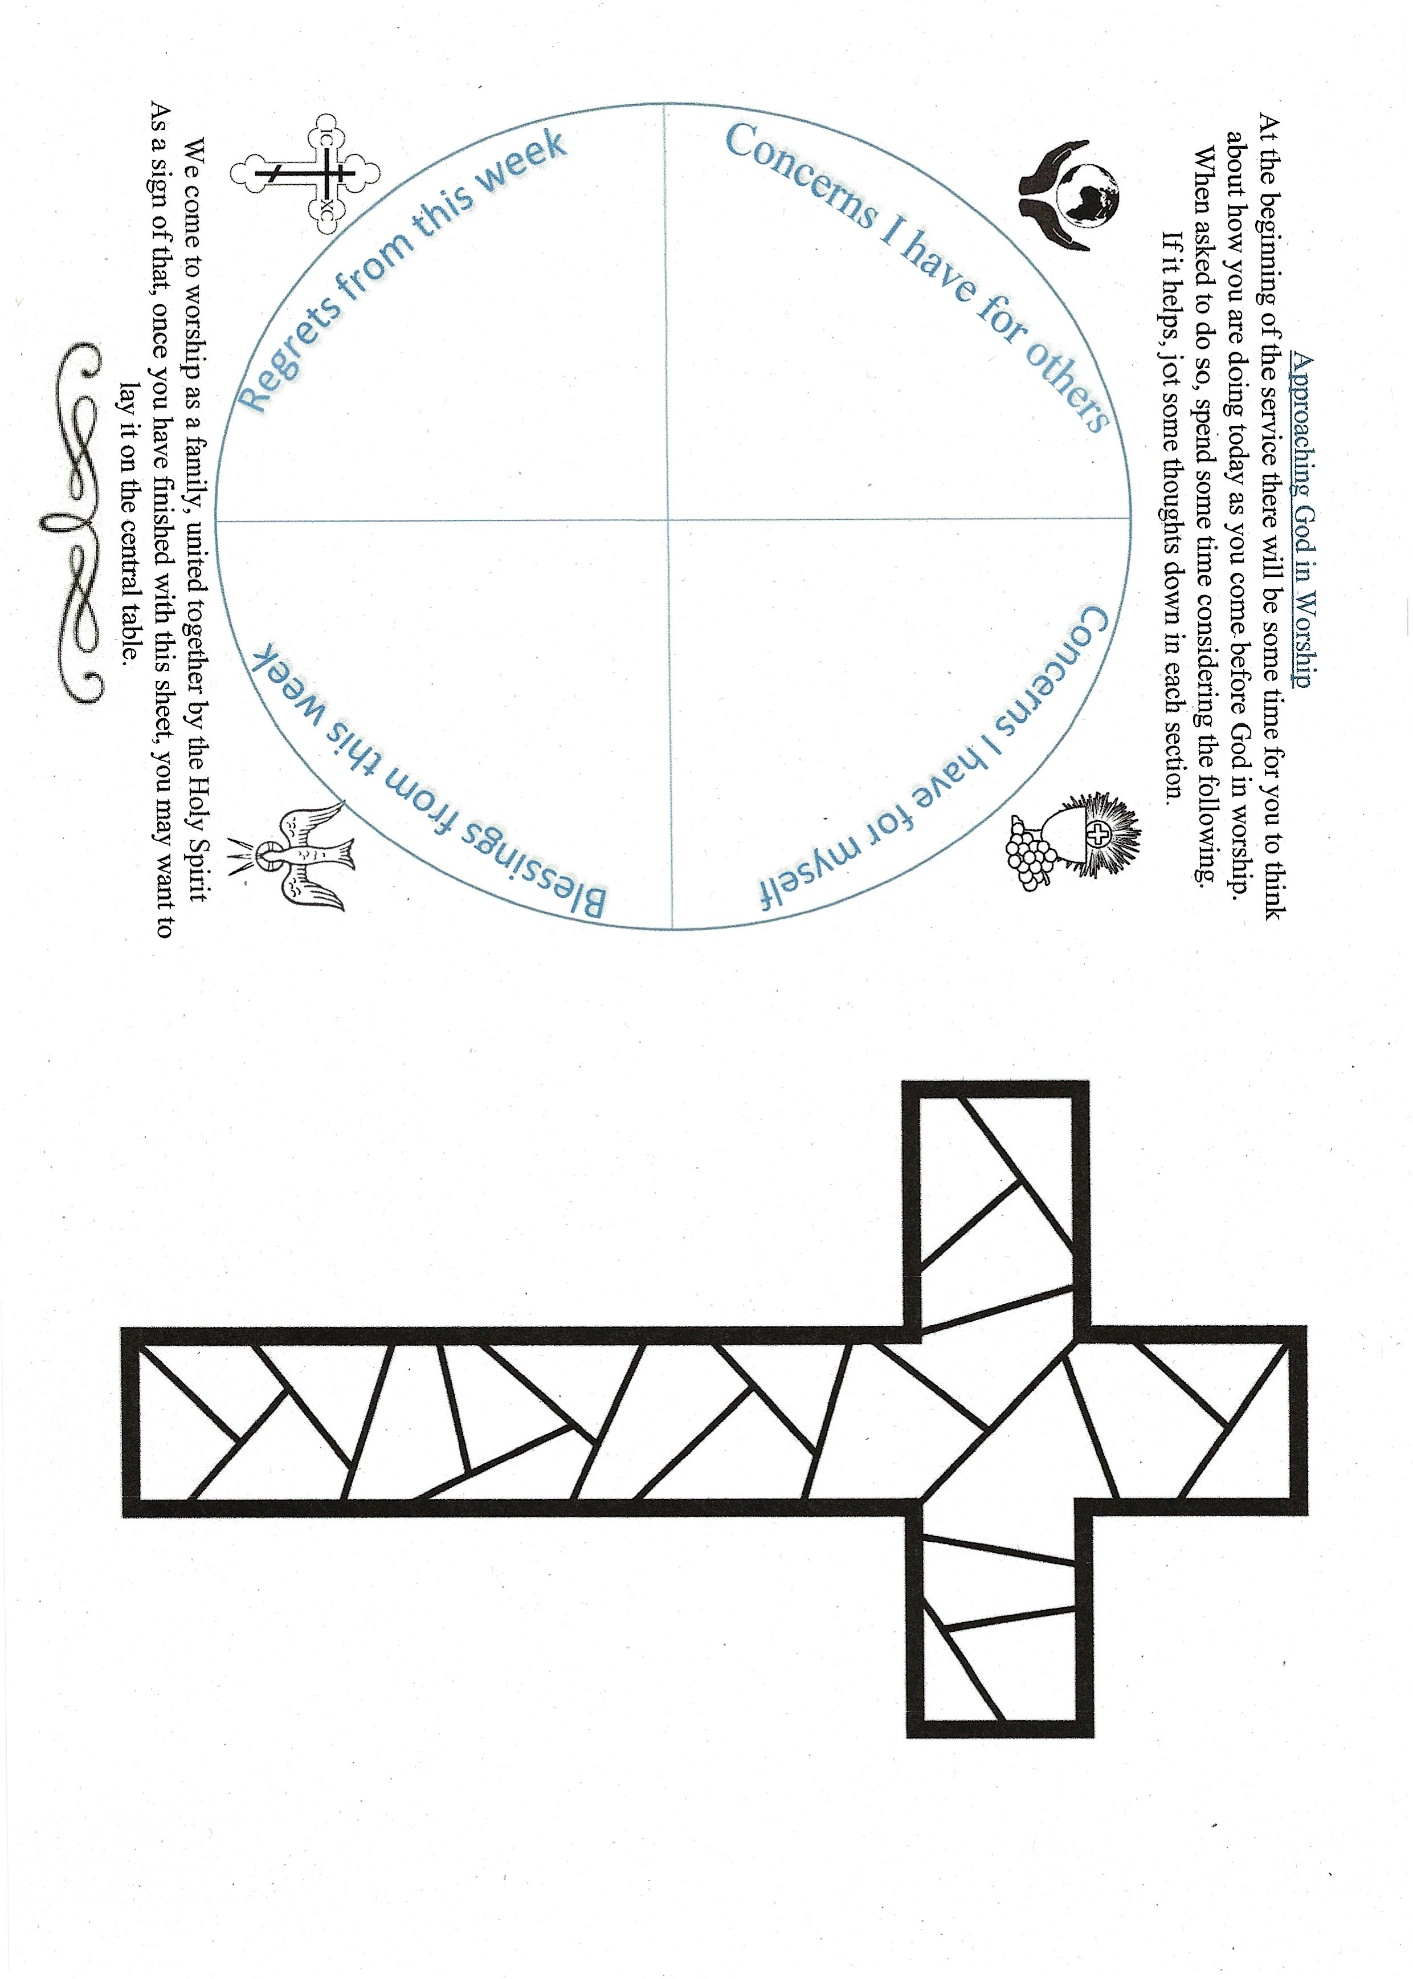 Approaching God in Worship
At the beginning of the service there will be some time for you to think
about how you are doing today as you come before God in worship.
When asked to do so, spend some time considering the following.
If it helps, jot some thoughts down in each section.
Concerns I have for others
Concerns I have for myself
Regrets from this week
Blessings from this week
IC XC
We come to worship as a family, united together by the Holy Spirit
As a sign of that, once you have finished with this sheet, you may want to
lay it on the central table.